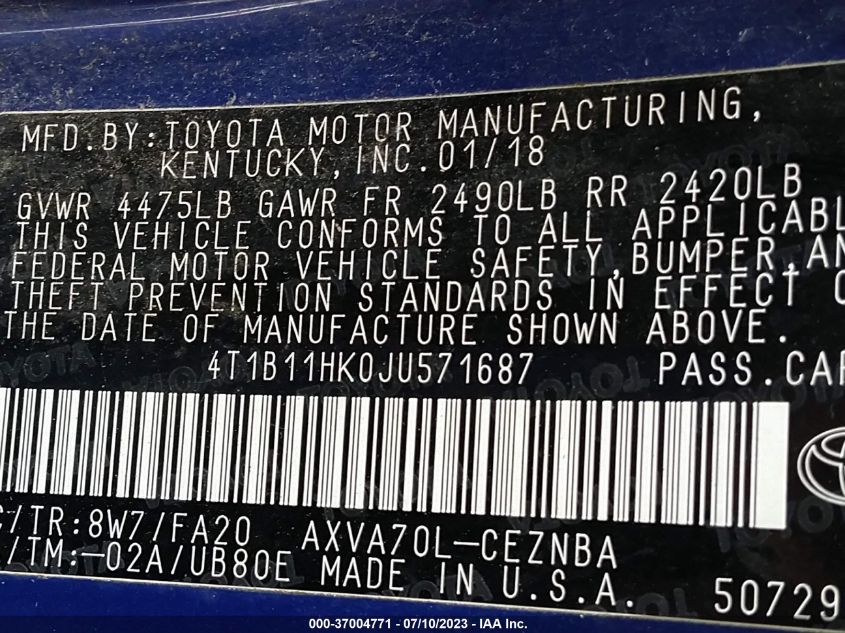 MFD.BY:TOYOTA MOTOR MANUFACTURING,
KENTUCKY,INC.01/18
GVWR 4475LB GAWR FR 2490LB RR 2420LB
THIS VEHICLE CONFORMS TO ALL APPLICABL
FEDERAL MOTOR VEHICLE SAFETY,BUMPER,AN
THEFT PREVENTION STANDARDS IN EFFECT O
THE DATE OF MANUFACTURE SHOWN ABOVE.
4T1B11HK0JU571687 PASS.CAR
C/TR:8W7/FA20 AXVA70L-CEZNBA
/TM:-02A/UB80E MADE IN U.S.A. 50729
000-37004771 - 07/10/2023 - IAA Inc.